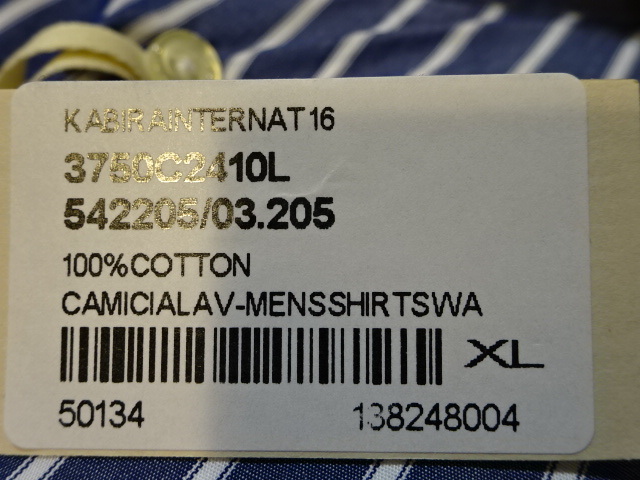 KABIRAINTERNAT16
3750C2410L
542205/03.205
100%COTTON
CAMICIALAV-MENSSHIRTSWA
XL
50134 138248004